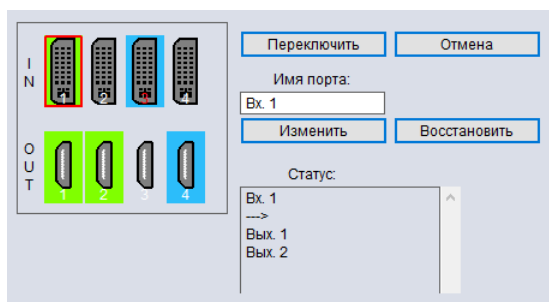 Переключить
Отмена
I
N
1 2 3 4
Имя порта:
Вх. 1
Изменить
Восстановить
O
U
T
1 2 3 4
Статус:
Вх. 1
--->
Вых. 1
Вых. 2